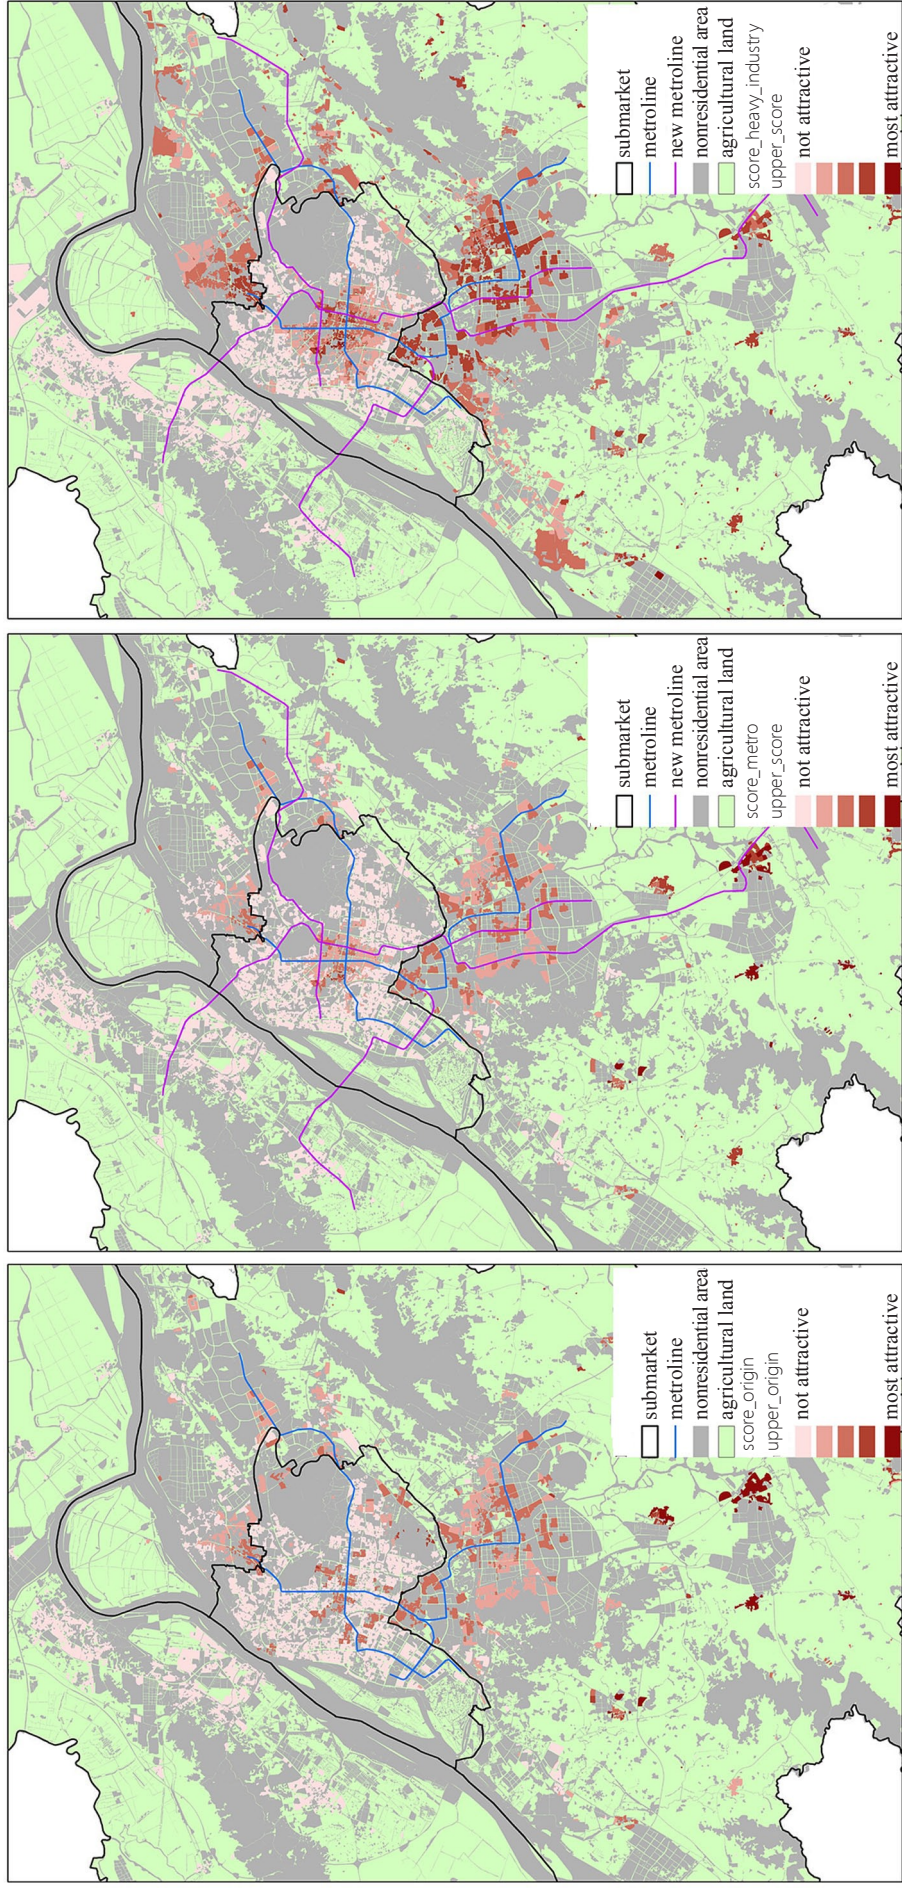 submarket
metroline
new metroline
nonresidential area
agricultural land
score_heavy_industry
upper_score
not attractive
most attractive
submarket
metroline
new metroline
nonresidential area
agricultural land
score_metro
upper_score
not attractive
most attractive
submarket
metroline
nonresidential area
agricultural land
score_origin
upper_origin
not attractive
most attractive